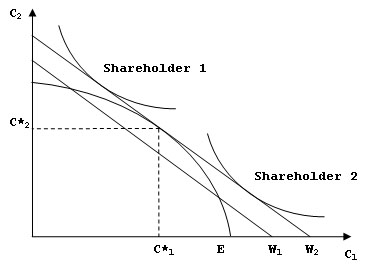 C2
Shareholder 1
C*2
Shareholder 2
C*1 E W1 W2
C1